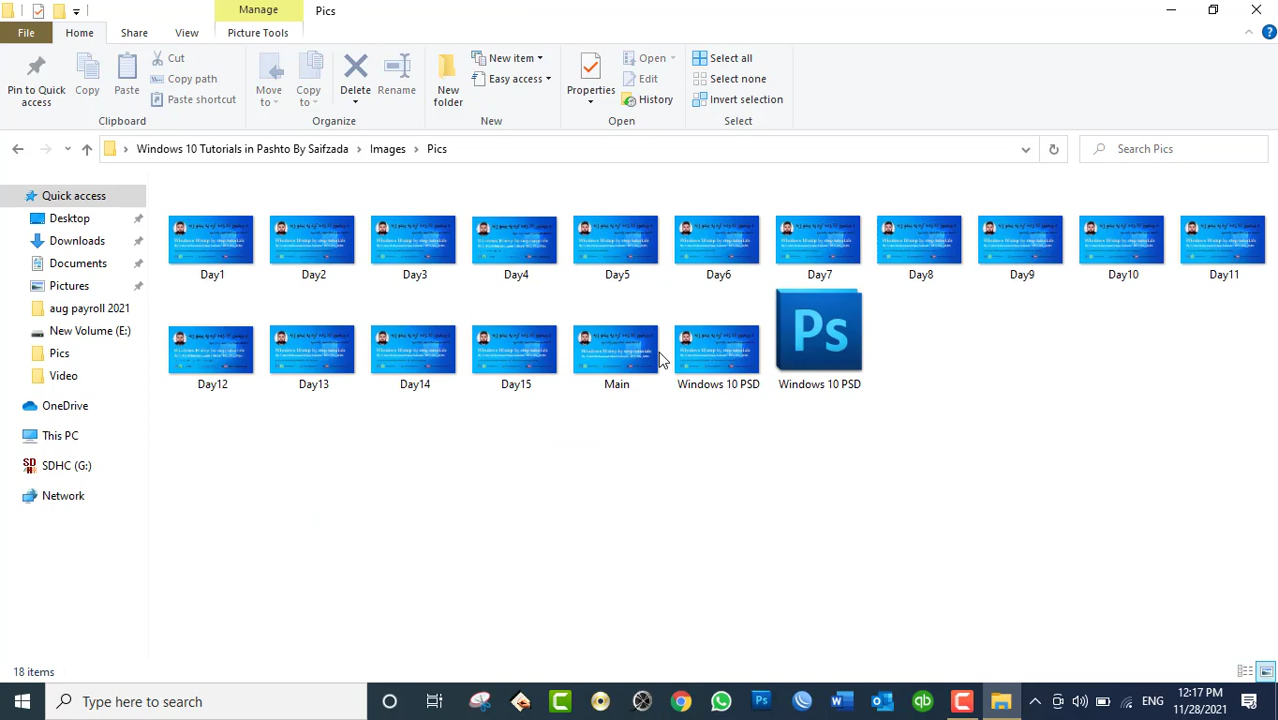 Manage
Pics
File
Home
Share
View
Picture Tools
Pin to Quick access
Copy
Paste
Cut
Copy path
Paste shortcut
Clipboard
Move to
Copy to
Delete
Rename
Organize
New folder
New item
Easy access
New
Properties
Open
Edit
History
Open
Select all
Select none
Invert selection
Select
Windows 10 Tutorials in Pashto By Saifzada
Images
Pics
Search Pics
Quick access
Desktop
Downloads
Documents
Pictures
aug payroll 2021
New Volume (E:)
Pics
Video
OneDrive
This PC
SDHC (G:)
Network
Day1
Day2
Day3
Day4
Day5
Day6
Day7
Day8
Day9
Day10
Day11
Day12
Day13
Day14
Day15
Main
Windows 10 PSD
Ps
Windows 10 PSD
18 items
Type here to search
Ps
qb
ENG
12:17 PM
11/28/2021